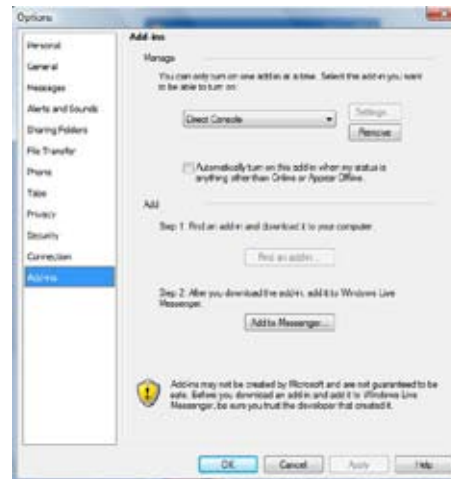 Options
Personal
General
Messages
Alerts and Sounds
Sharing Folders
File Transfer
Phone
Tabs
Privacy
Security
Connection
Add-ins
Add-ins
Manage
You can only turn on one add-in at a time. Select the add-in you want
to be able to turn on:
Direct Console
Settings...
Remove
Automatically turn on this add-in when my status is
anything other than Online or Appear Offline.
Add
Step 1: Find an add-in and download it to your computer.
Find an add-in...
Step 2: After you download the add-in, add it to Windows Live
Messenger.
Add to Messenger...
Add-ins may not be created by Microsoft and are not guaranteed to be
safe. Before you download an add-in and add it to Windows Live
Messenger, be sure you trust the developer that created it.
OK
Cancel
Apply
Help